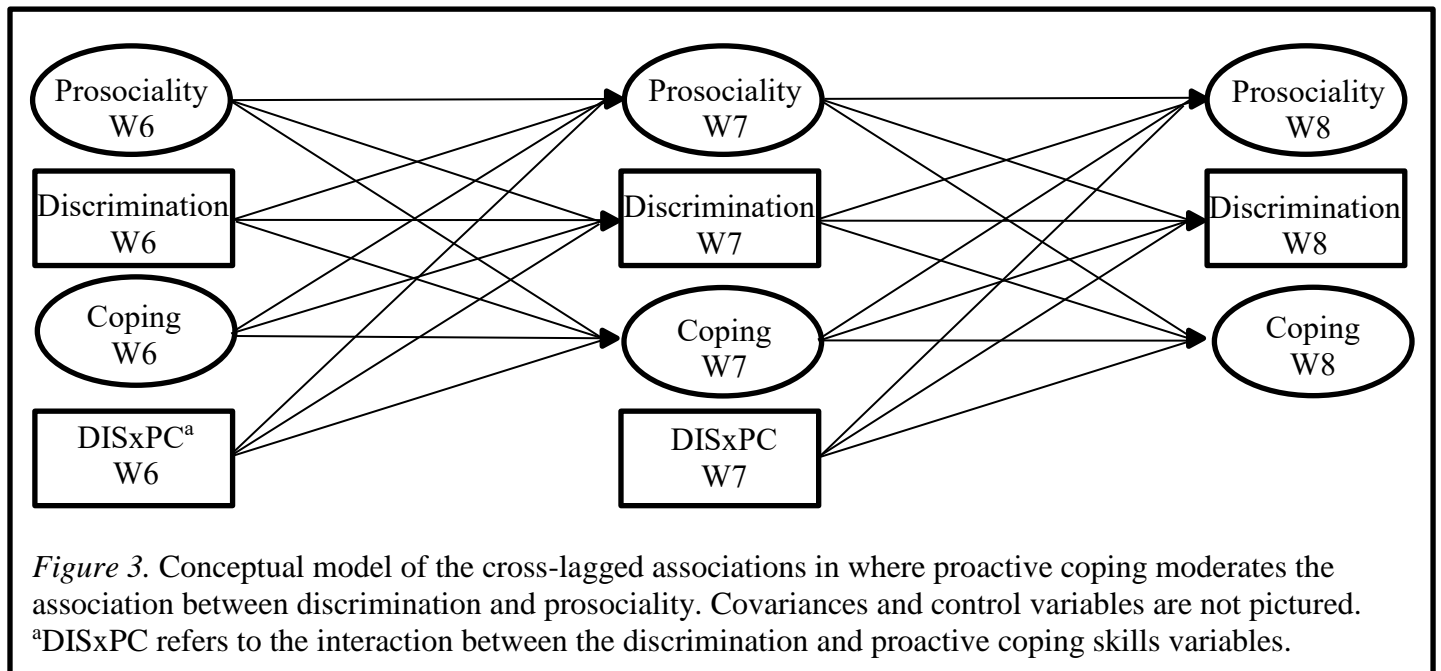 Prosociality
W6
Prosociality
W7
Prosociality
W8
Discrimination
W6
Discrimination
W7
Discrimination
W8
Coping
W6
Coping
W7
Coping
W8
DISxPCᵃ
W6
DISxPC
W7
Figure 3. Conceptual model of the cross-lagged associations in where proactive coping moderates the
association between discrimination and prosociality. Covariances and control variables are not pictured.
ᵃDISxPC refers to the interaction between the discrimination and proactive coping skills variables.